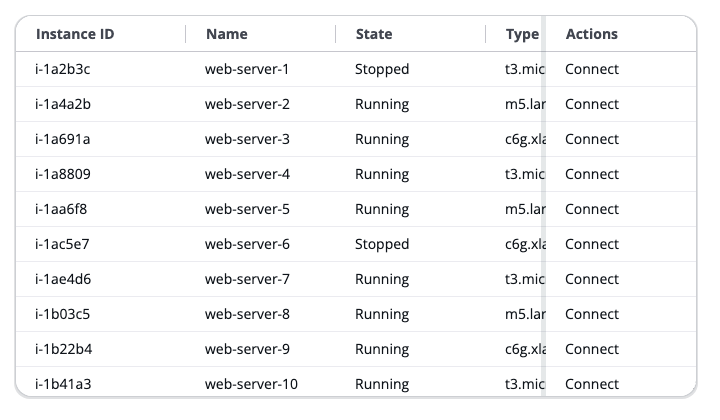 Instance ID Name State Type Actions
i-1a2b3c web-server-1 Stopped t3.mic Connect
i-1a4a2b web-server-2 Running m5.lar Connect
i-1a691a web-server-3 Running c6g.xla Connect
i-1a8809 web-server-4 Running t3.mic Connect
i-1aa6f8 web-server-5 Running m5.lar Connect
i-1ac5e7 web-server-6 Stopped c6g.xla Connect
i-1ae4d6 web-server-7 Running t3.mic Connect
i-1b03c5 web-server-8 Running m5.lar Connect
i-1b22b4 web-server-9 Running c6g.xla Connect
i-1b41a3 web-server-10 Running t3.mic Connect